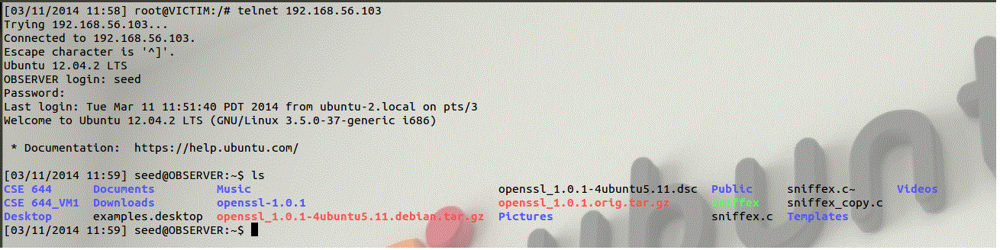 [03/11/2014 11:58] root@VICTIM:/# telnet 192.168.56.103
Trying 192.168.56.103...
Connected to 192.168.56.103.
Escape character is '^]'.
Ubuntu 12.04.2 LTS
OBSERVER login: seed
Password:
Last login: Tue Mar 11 11:51:40 PDT 2014 from ubuntu-2.local on pts/3
Welcome to Ubuntu 12.04.2 LTS (GNU/Linux 3.5.0-37-generic i686)

 * Documentation:  https://help.ubuntu.com/

[03/11/2014 11:59] seed@OBSERVER:~$ ls
CSE 644      Documents         Music                                    openssl_1.0.1-4ubuntu5.11.dsc  Public     sniffex.c~      Videos
CSE 644_VM1  Downloads         openssl-1.0.1                            openssl_1.0.1.orig.tar.gz      sniffex    sniffex_copy.c
Desktop      examples.desktop  openssl_1.0.1-4ubuntu5.11.debian.tar.gz  Pictures                       sniffex.c  Templates
[03/11/2014 11:59] seed@OBSERVER:~$